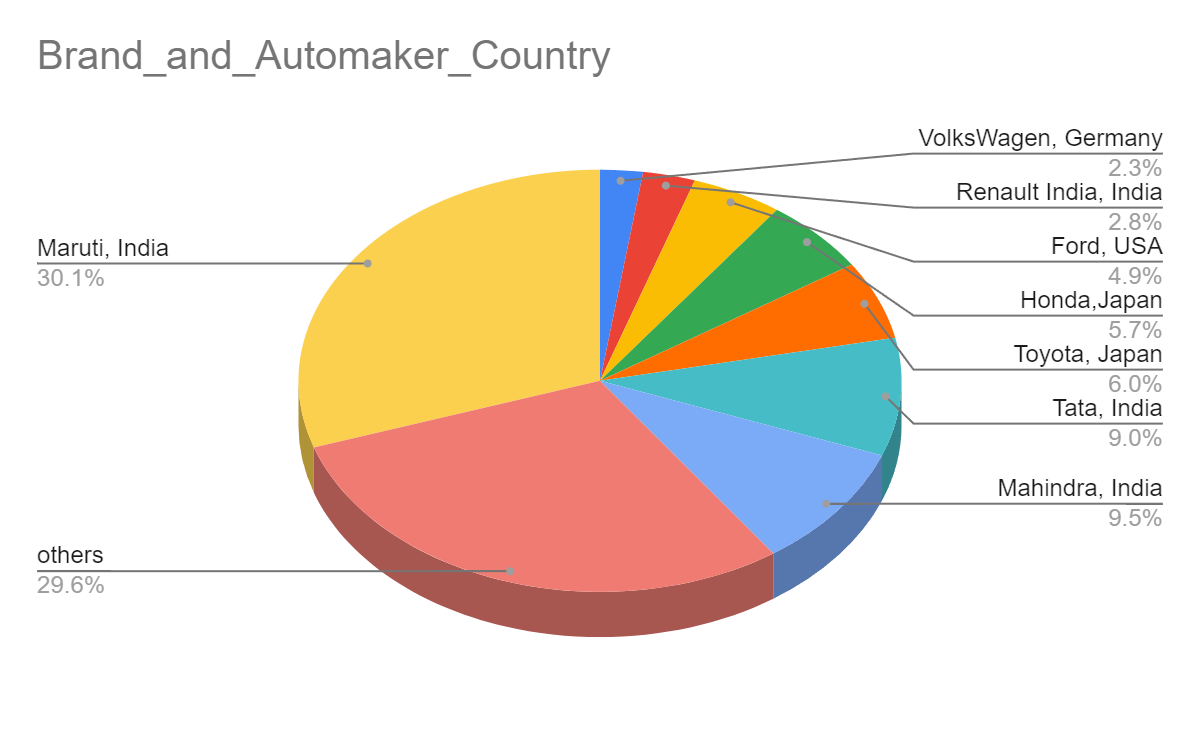 Brand_and_Automaker_Country
VolksWagen, Germany
2.3%
Renault India, India
2.8%
Ford, USA
4.9%
Honda,Japan
5.7%
Toyota, Japan
6.0%
Tata, India
9.0%
Mahindra, India
9.5%
Maruti, India
30.1%
others
29.6%